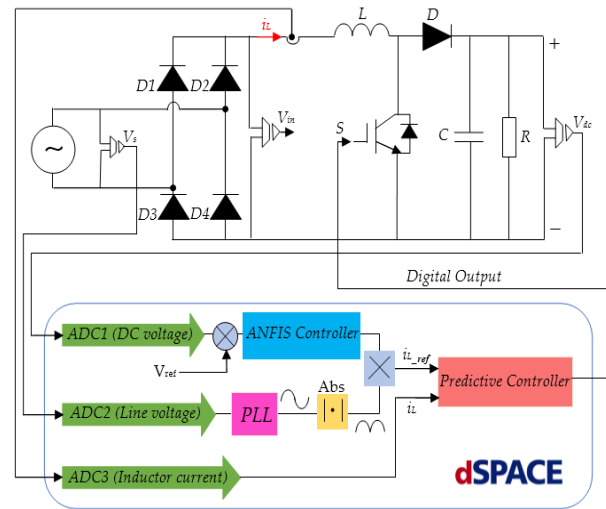 iL
L
D
+
D1
D2
Vs
Vin
S
C
R
Vdc
~
D3
D4
−
Digital Output
ADC1 (DC voltage)
ANFIS Controller
Vref
iL_ref
Abs
Predictive Controller
ADC2 (Line voltage)
PLL
|•|
iL
ADC3 (Inductor current)
dSPACE